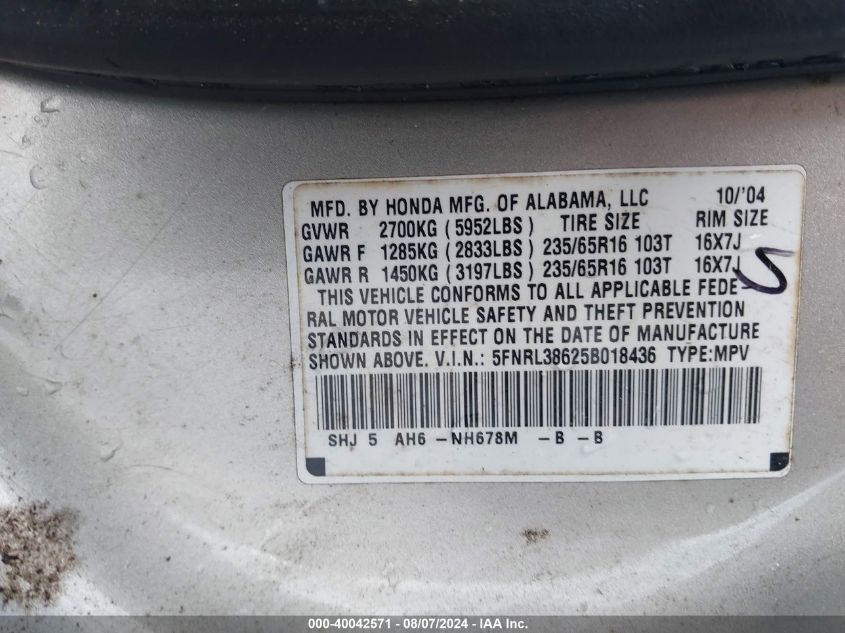 MFD. BY HONDA MFG. OF ALABAMA, LLC 10/'04
GVWR 2700KG (5952LBS) TIRE SIZE RIM SIZE
GAWR F 1285KG (2833LBS) 235/65R16 103T 16X7J
GAWR R 1450KG (3197LBS) 235/65R16 103T 16X7J
THIS VEHICLE CONFORMS TO ALL APPLICABLE FEDE-
RAL MOTOR VEHICLE SAFETY AND THEFT PREVENTION
STANDARDS IN EFFECT ON THE DATE OF MANUFACTURE
SHOWN ABOVE. V.I.N.: 5FNRL38625B018436 TYPE:MPV
SHJ 5 AH6 -NH678M -B -B
000-40042571 - 08/07/2024 - IAA Inc.